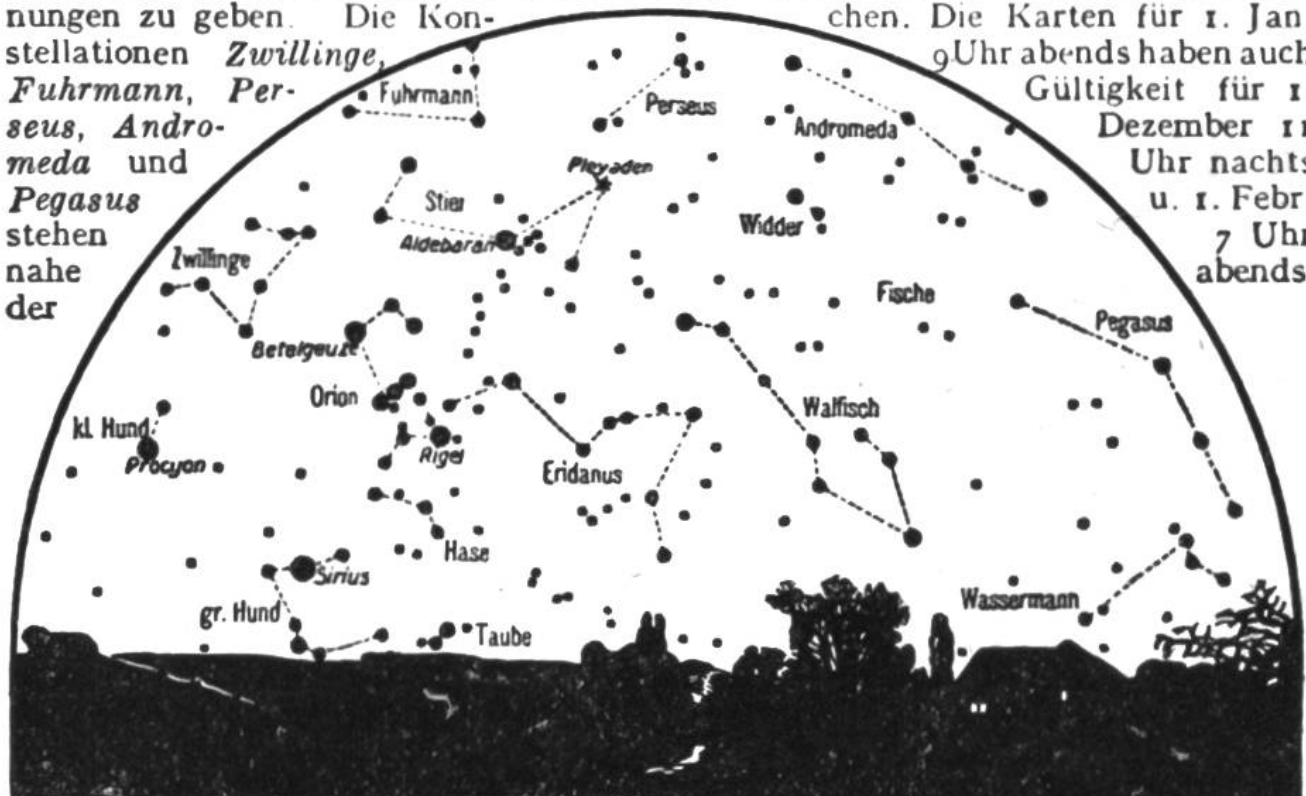 nungen zu geben. Die Kon-
stellationen Zwillinge,
Fuhrmann, Per-
seus, Andro-
meda und
Pegasus
stehen
nahe
der
chen. Die Karten für 1. Jan
9 Uhr abends haben auch
Gültigkeit für 1
Dezember 11
Uhr nachts
u. 1. Febr
7 Uhr
abends
Fuhrmann
Perseus
Andromeda
Pleyaden
Stier
Aldebaran
Widder
Zwillinge
Fische
Pegasus
Betelgeuze
Orion
Walfisch
kl. Hund
Procyon
Rigel
Eridanus
Hase
Sirius
gr. Hund
Wassermann
Taube